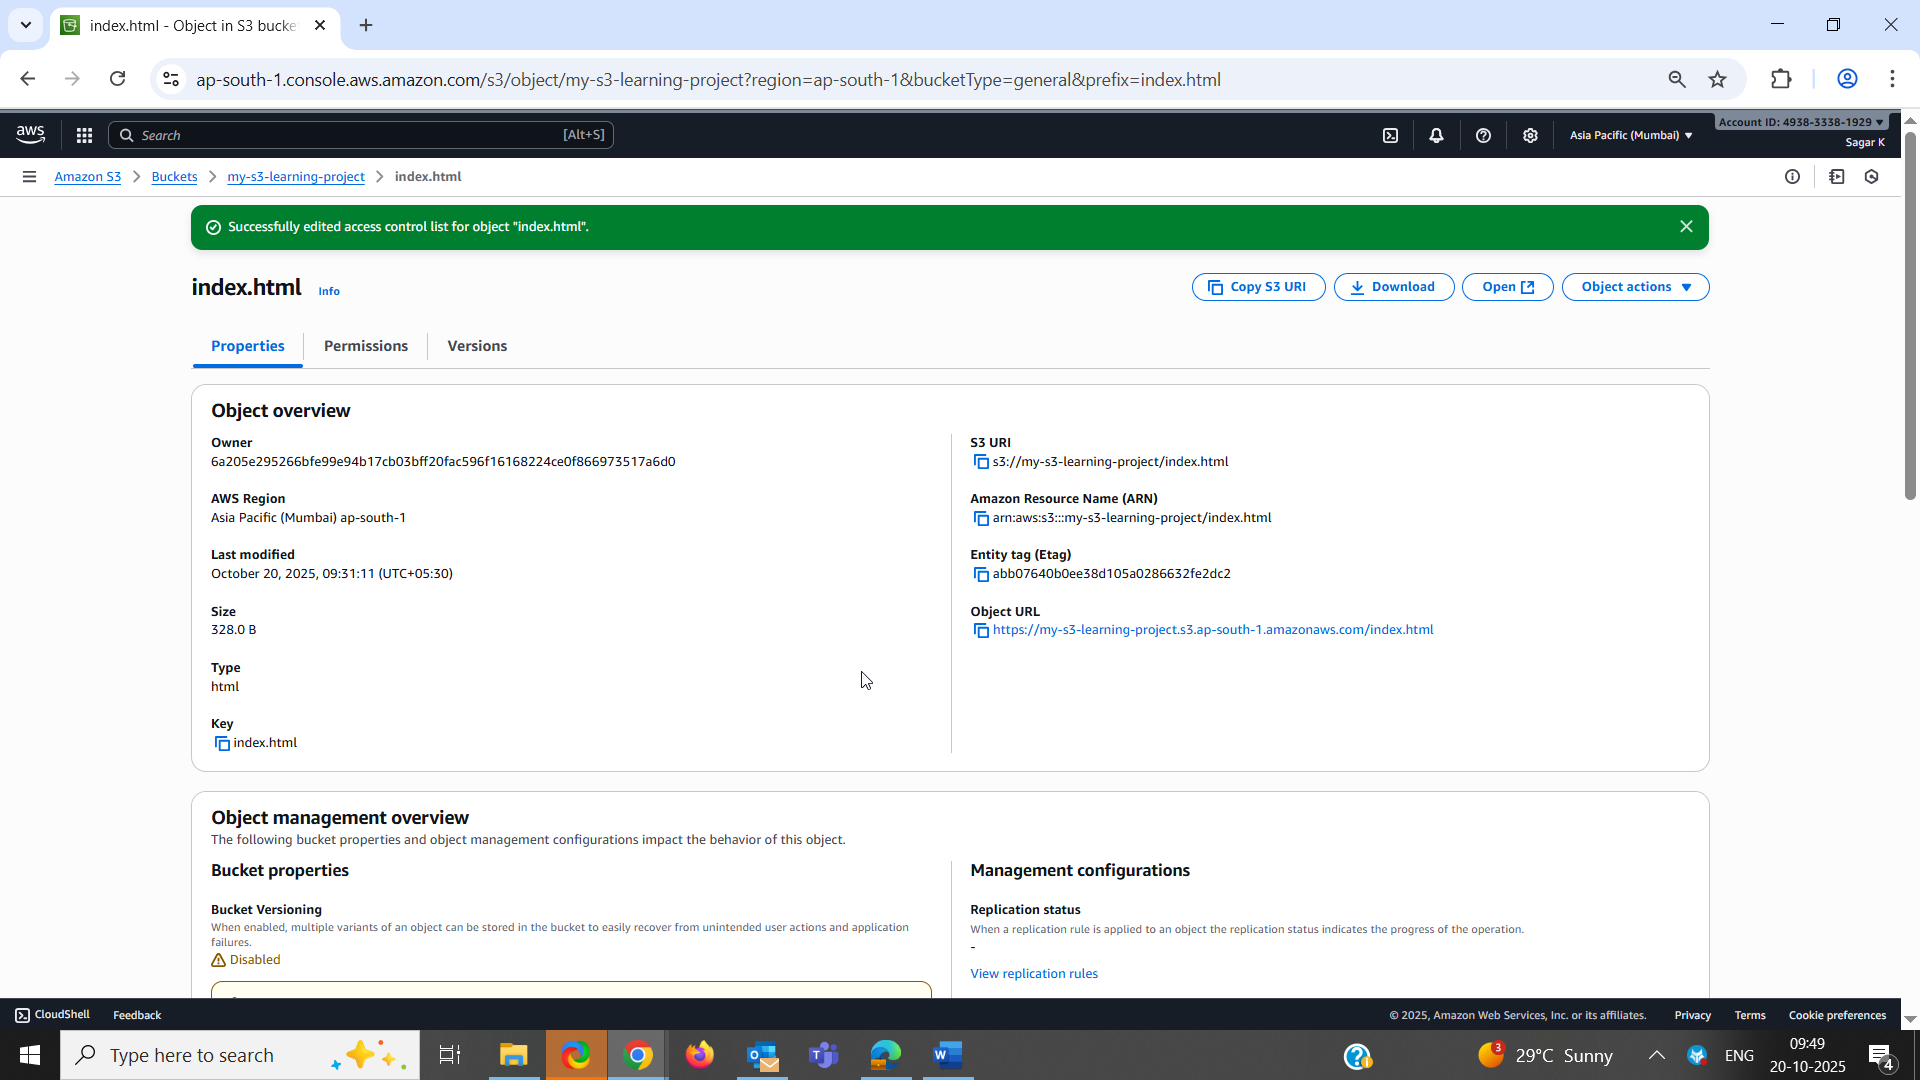 index.html - Object in S3 bucke
ap-south-1.console.aws.amazon.com/s3/object/my-s3-learning-project?region=ap-south-1&bucketType=general&prefix=index.html
aws
Search
[Alt+S]
Asia Pacific (Mumbai)
Account ID: 4938-3338-1929
Sagar K
Amazon S3
Buckets
my-s3-learning-project
index.html
Successfully edited access control list for object "index.html".
index.html
Info
Copy S3 URI
Download
Open
Object actions
Properties
Permissions
Versions
Object overview
Owner
6a205e295266bfe99e94b17cb03bff20fac596f16168224ce0f866973517a6d0
AWS Region
Asia Pacific (Mumbai) ap-south-1
Last modified
October 20, 2025, 09:31:11 (UTC+05:30)
Size
328.0 B
Type
html
Key
index.html
S3 URI
s3://my-s3-learning-project/index.html
Amazon Resource Name (ARN)
arn:aws:s3:::my-s3-learning-project/index.html
Entity tag (Etag)
abb07640b0ee38d105a0286632fe2dc2
Object URL
https://my-s3-learning-project.s3.ap-south-1.amazonaws.com/index.html
Object management overview
The following bucket properties and object management configurations impact the behavior of this object.
Bucket properties
Bucket Versioning
When enabled, multiple variants of an object can be stored in the bucket to easily recover from unintended user actions and application
failures.
Disabled
Management configurations
Replication status
When a replication rule is applied to an object the replication status indicates the progress of the operation.
-
View replication rules
CloudShell
Feedback
© 2025, Amazon Web Services, Inc. or its affiliates.
Privacy
Terms
Cookie preferences
Type here to search
3
29°C Sunny
ENG
09:49
20-10-2025
4